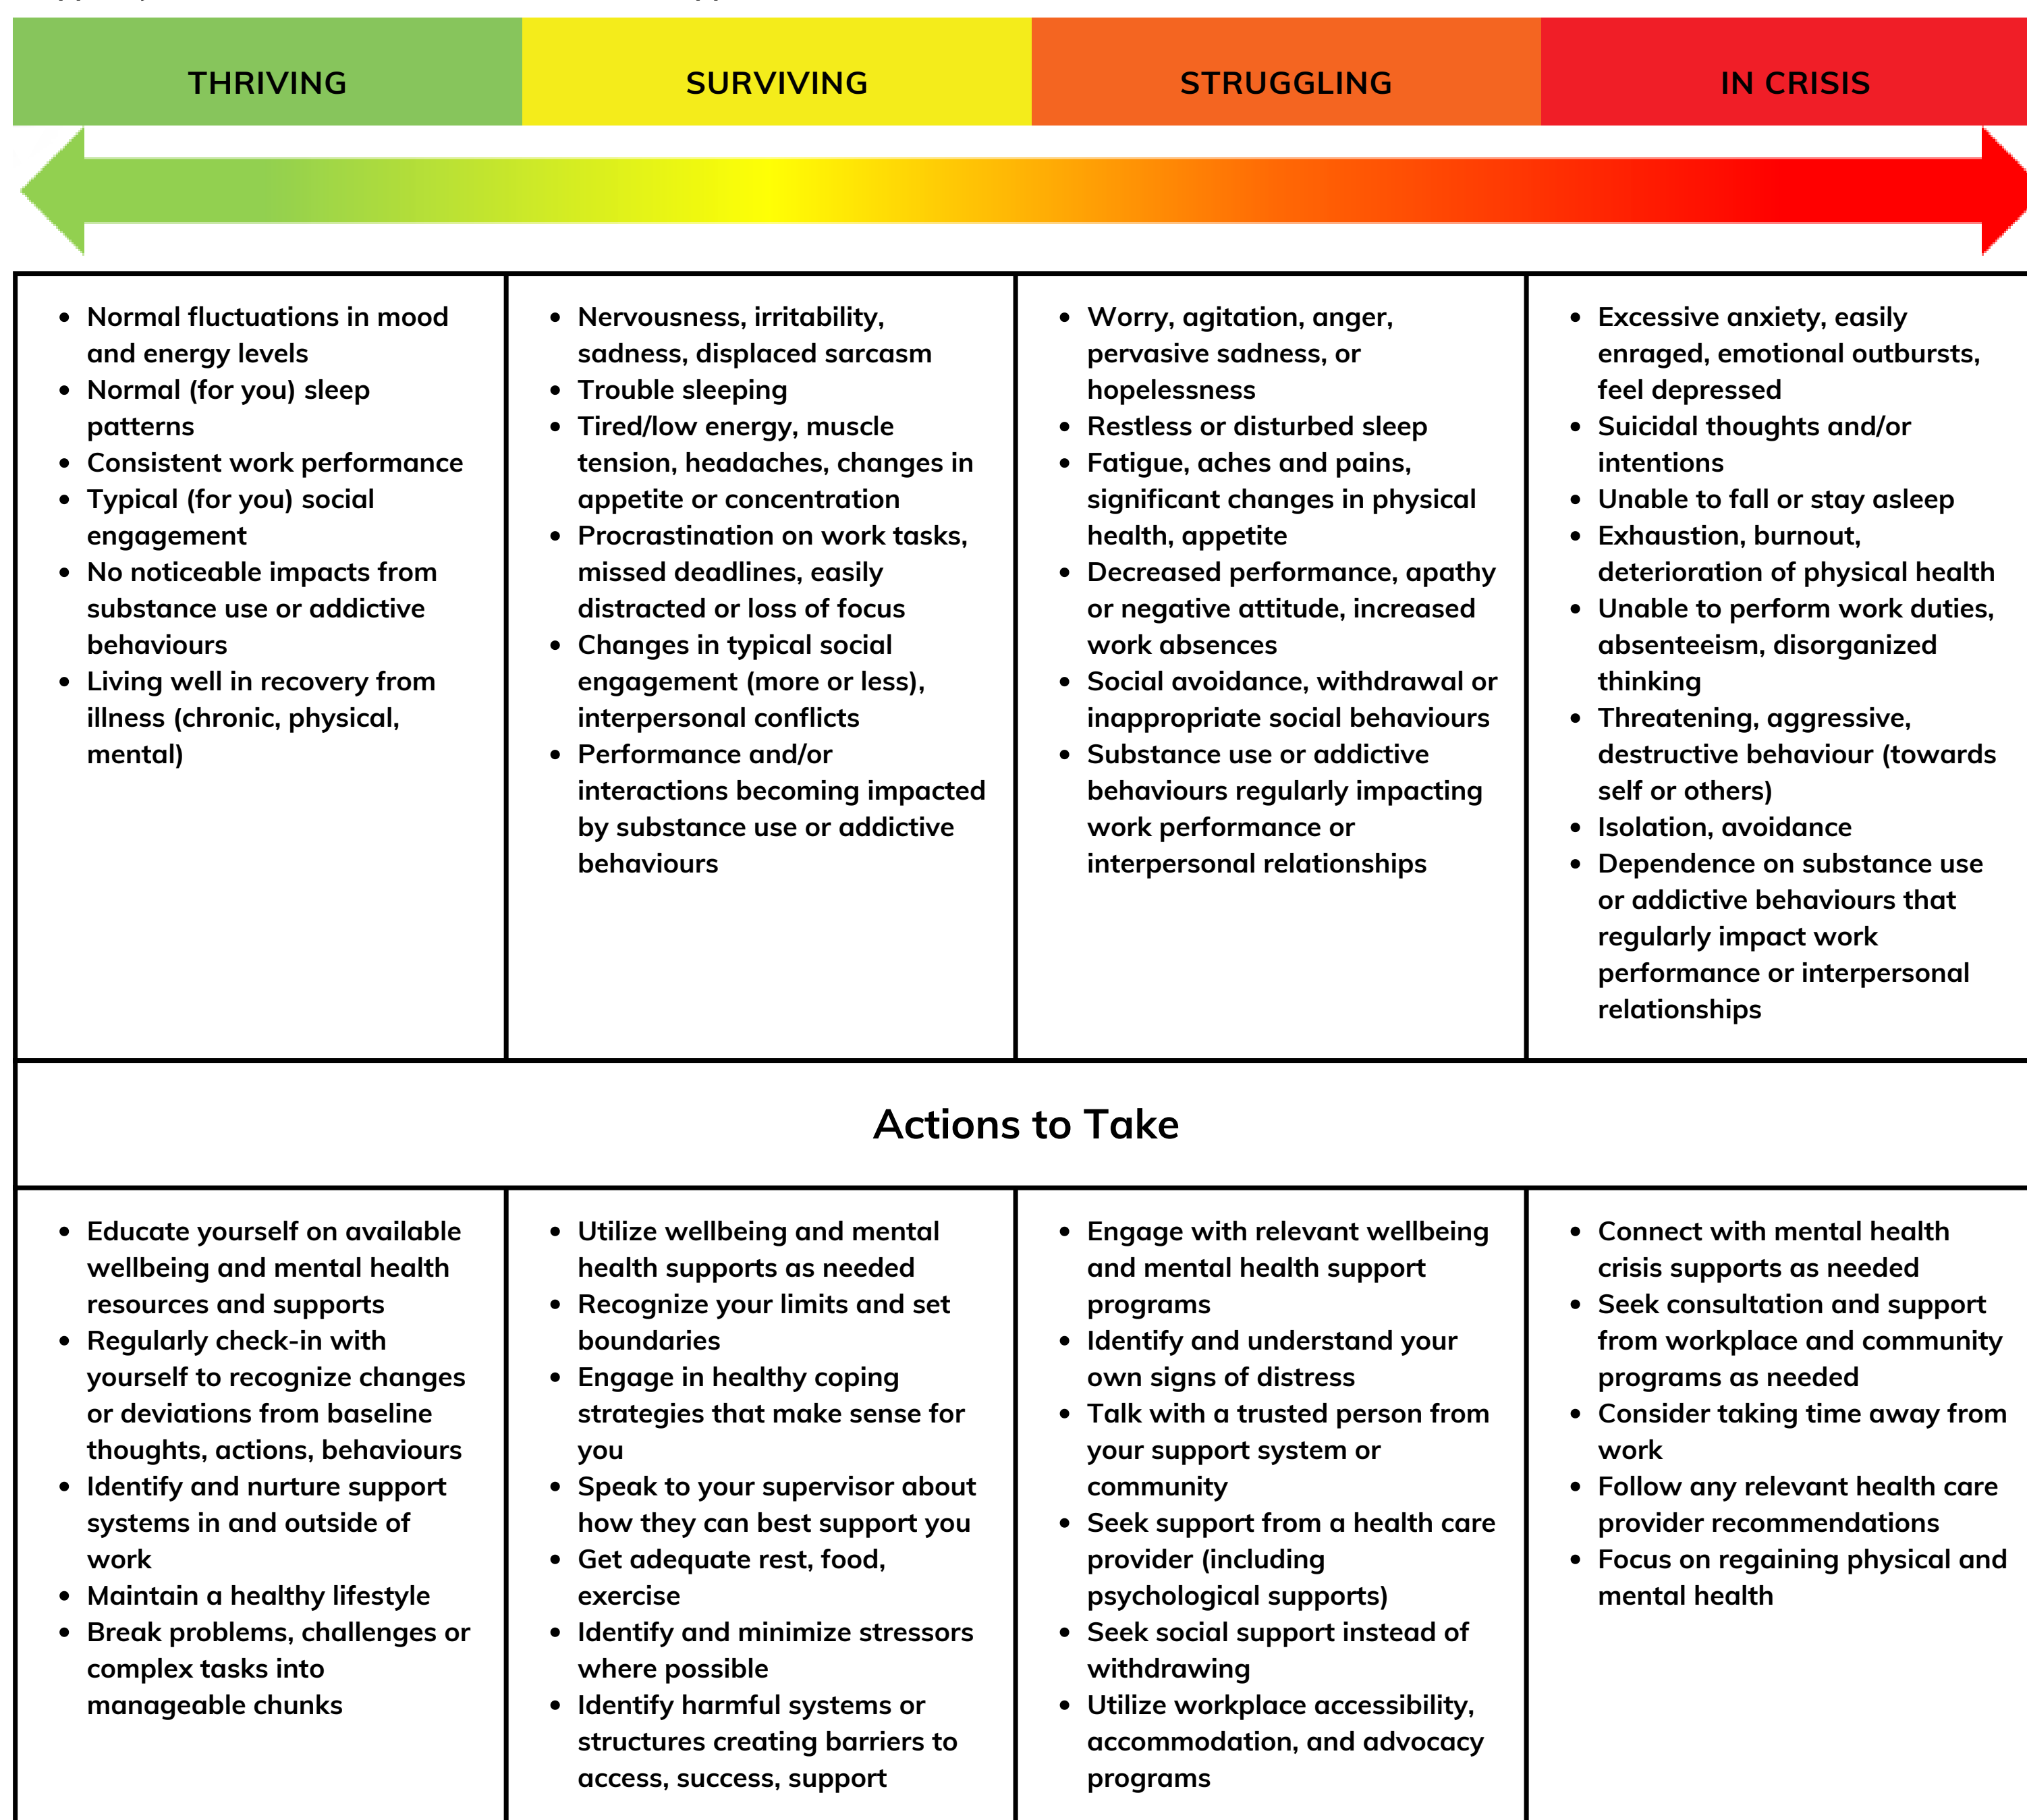 THRIVING
SURVIVING
STRUGGLING
IN CRISIS
• Normal fluctuations in mood
and energy levels
• Normal (for you) sleep
patterns
• Consistent work performance
• Typical (for you) social
engagement
• No noticeable impacts from
substance use or addictive
behaviours
• Living well in recovery from
illness (chronic, physical,
mental)
• Nervousness, irritability,
sadness, displaced sarcasm
• Trouble sleeping
• Tired/low energy, muscle
tension, headaches, changes in
appetite or concentration
• Procrastination on work tasks,
missed deadlines, easily
distracted or loss of focus
• Changes in typical social
engagement (more or less),
interpersonal conflicts
• Performance and/or
interactions becoming impacted
by substance use or addictive
behaviours
• Worry, agitation, anger,
pervasive sadness, or
hopelessness
• Restless or disturbed sleep
• Fatigue, aches and pains,
significant changes in physical
health, appetite
• Decreased performance, apathy
or negative attitude, increased
work absences
• Social avoidance, withdrawal or
inappropriate social behaviours
• Substance use or addictive
behaviours regularly impacting
work performance or
interpersonal relationships
• Excessive anxiety, easily
enraged, emotional outbursts,
feel depressed
• Suicidal thoughts and/or
intentions
• Unable to fall or stay asleep
• Exhaustion, burnout,
deterioration of physical health
• Unable to perform work duties,
absenteeism, disorganized
thinking
• Threatening, aggressive,
destructive behaviour (towards
self or others)
• Isolation, avoidance
• Dependence on substance use
or addictive behaviours that
regularly impact work
performance or interpersonal
relationships
Actions to Take
• Educate yourself on available
wellbeing and mental health
resources and supports
• Regularly check-in with
yourself to recognize changes
or deviations from baseline
thoughts, actions, behaviours
• Identify and nurture support
systems in and outside of
work
• Maintain a healthy lifestyle
• Break problems, challenges or
complex tasks into
manageable chunks
• Utilize wellbeing and mental
health supports as needed
• Recognize your limits and set
boundaries
• Engage in healthy coping
strategies that make sense for
you
• Speak to your supervisor about
how they can best support you
• Get adequate rest, food,
exercise
• Identify and minimize stressors
where possible
• Identify harmful systems or
structures creating barriers to
access, success, support
• Engage with relevant wellbeing
and mental health support
programs
• Identify and understand your
own signs of distress
• Talk with a trusted person from
your support system or
community
• Seek support from a health care
provider (including
psychological supports)
• Seek social support instead of
withdrawing
• Utilize workplace accessibility,
accommodation, and advocacy
programs
• Connect with mental health
crisis supports as needed
• Seek consultation and support
from workplace and community
programs as needed
• Consider taking time away from
work
• Follow any relevant health care
provider recommendations
• Focus on regaining physical and
mental health